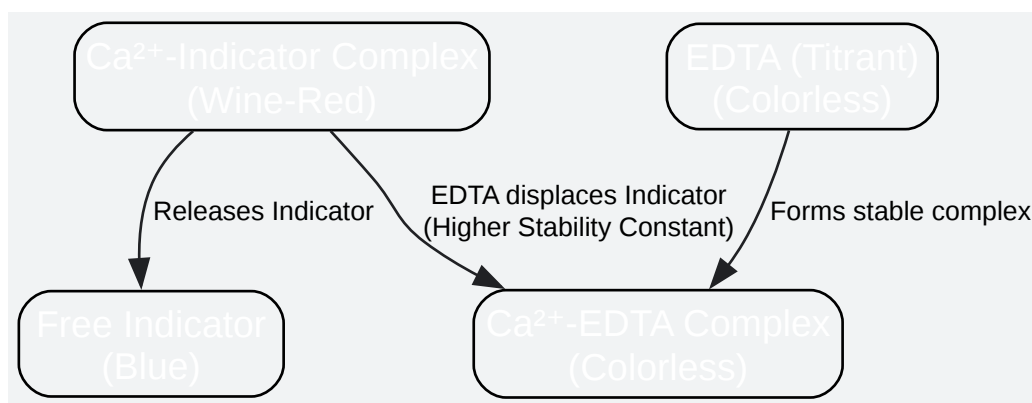 Ca²⁺-Indicator Complex
(Wine-Red)
EDTA (Titrant)
(Colorless)
Releases Indicator
EDTA displaces Indicator
(Higher Stability Constant)
Forms stable complex
Free Indicator
(Blue)
Ca²⁺-EDTA Complex
(Colorless)